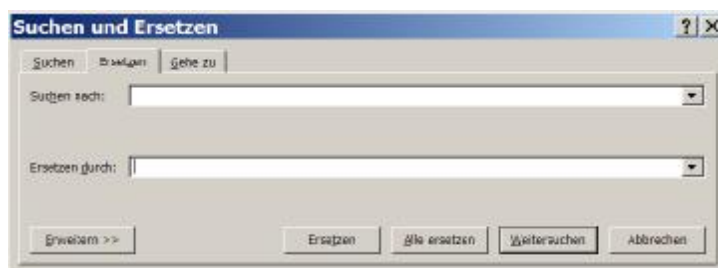 Suchen und Ersetzen ? X
Suchen Ersetzen Gehe zu
Suchen nach:
Ersetzen durch:
Erweitern >> Ersetzen Alle ersetzen Weitersuchen Abbrechen